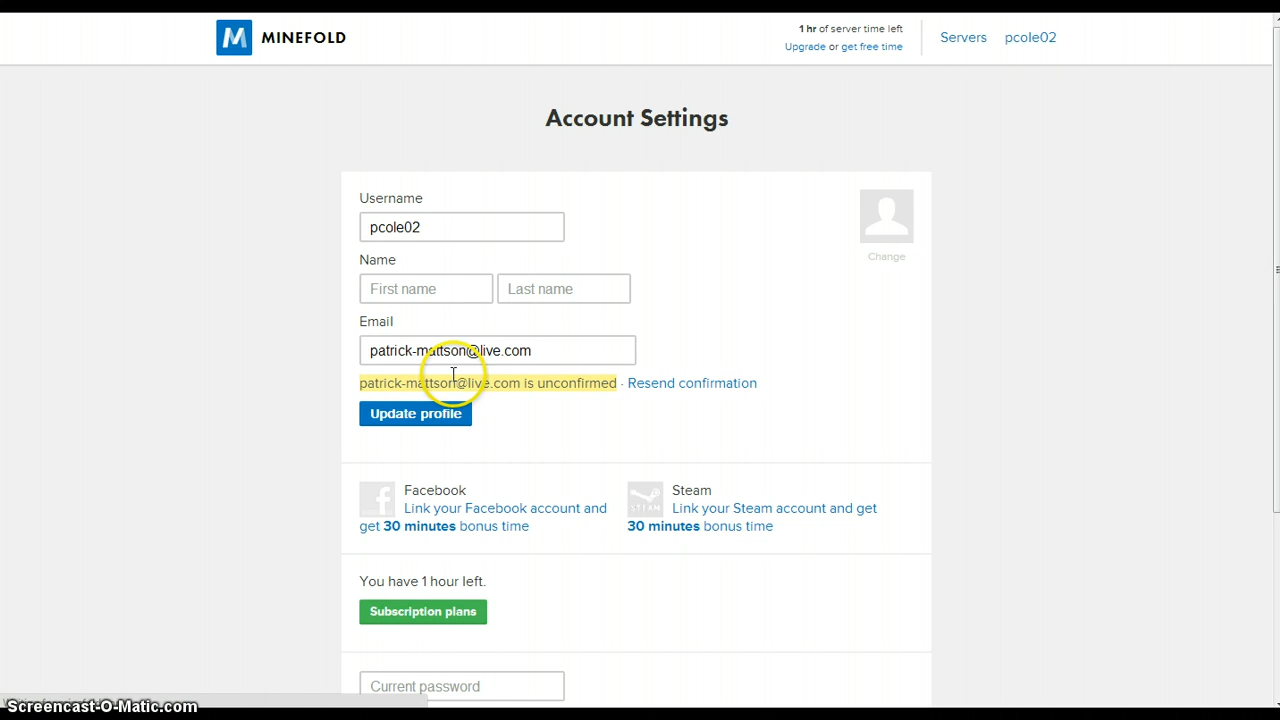 MINEFOLD
1 hr of server time left
Upgrade or get free time
Servers
pcole02
Account Settings
Username
pcole02
Change
Name
First name
Last name
Email
patrick-mattson@live.com
patrick-mattson@live.com is unconfirmed · Resend confirmation
Update profile
Facebook
Link your Facebook account and
get 30 minutes bonus time
Steam
STEAM
Link your Steam account and get
30 minutes bonus time
You have 1 hour left.
Subscription plans
Current password
Screencast-O-Matic.com